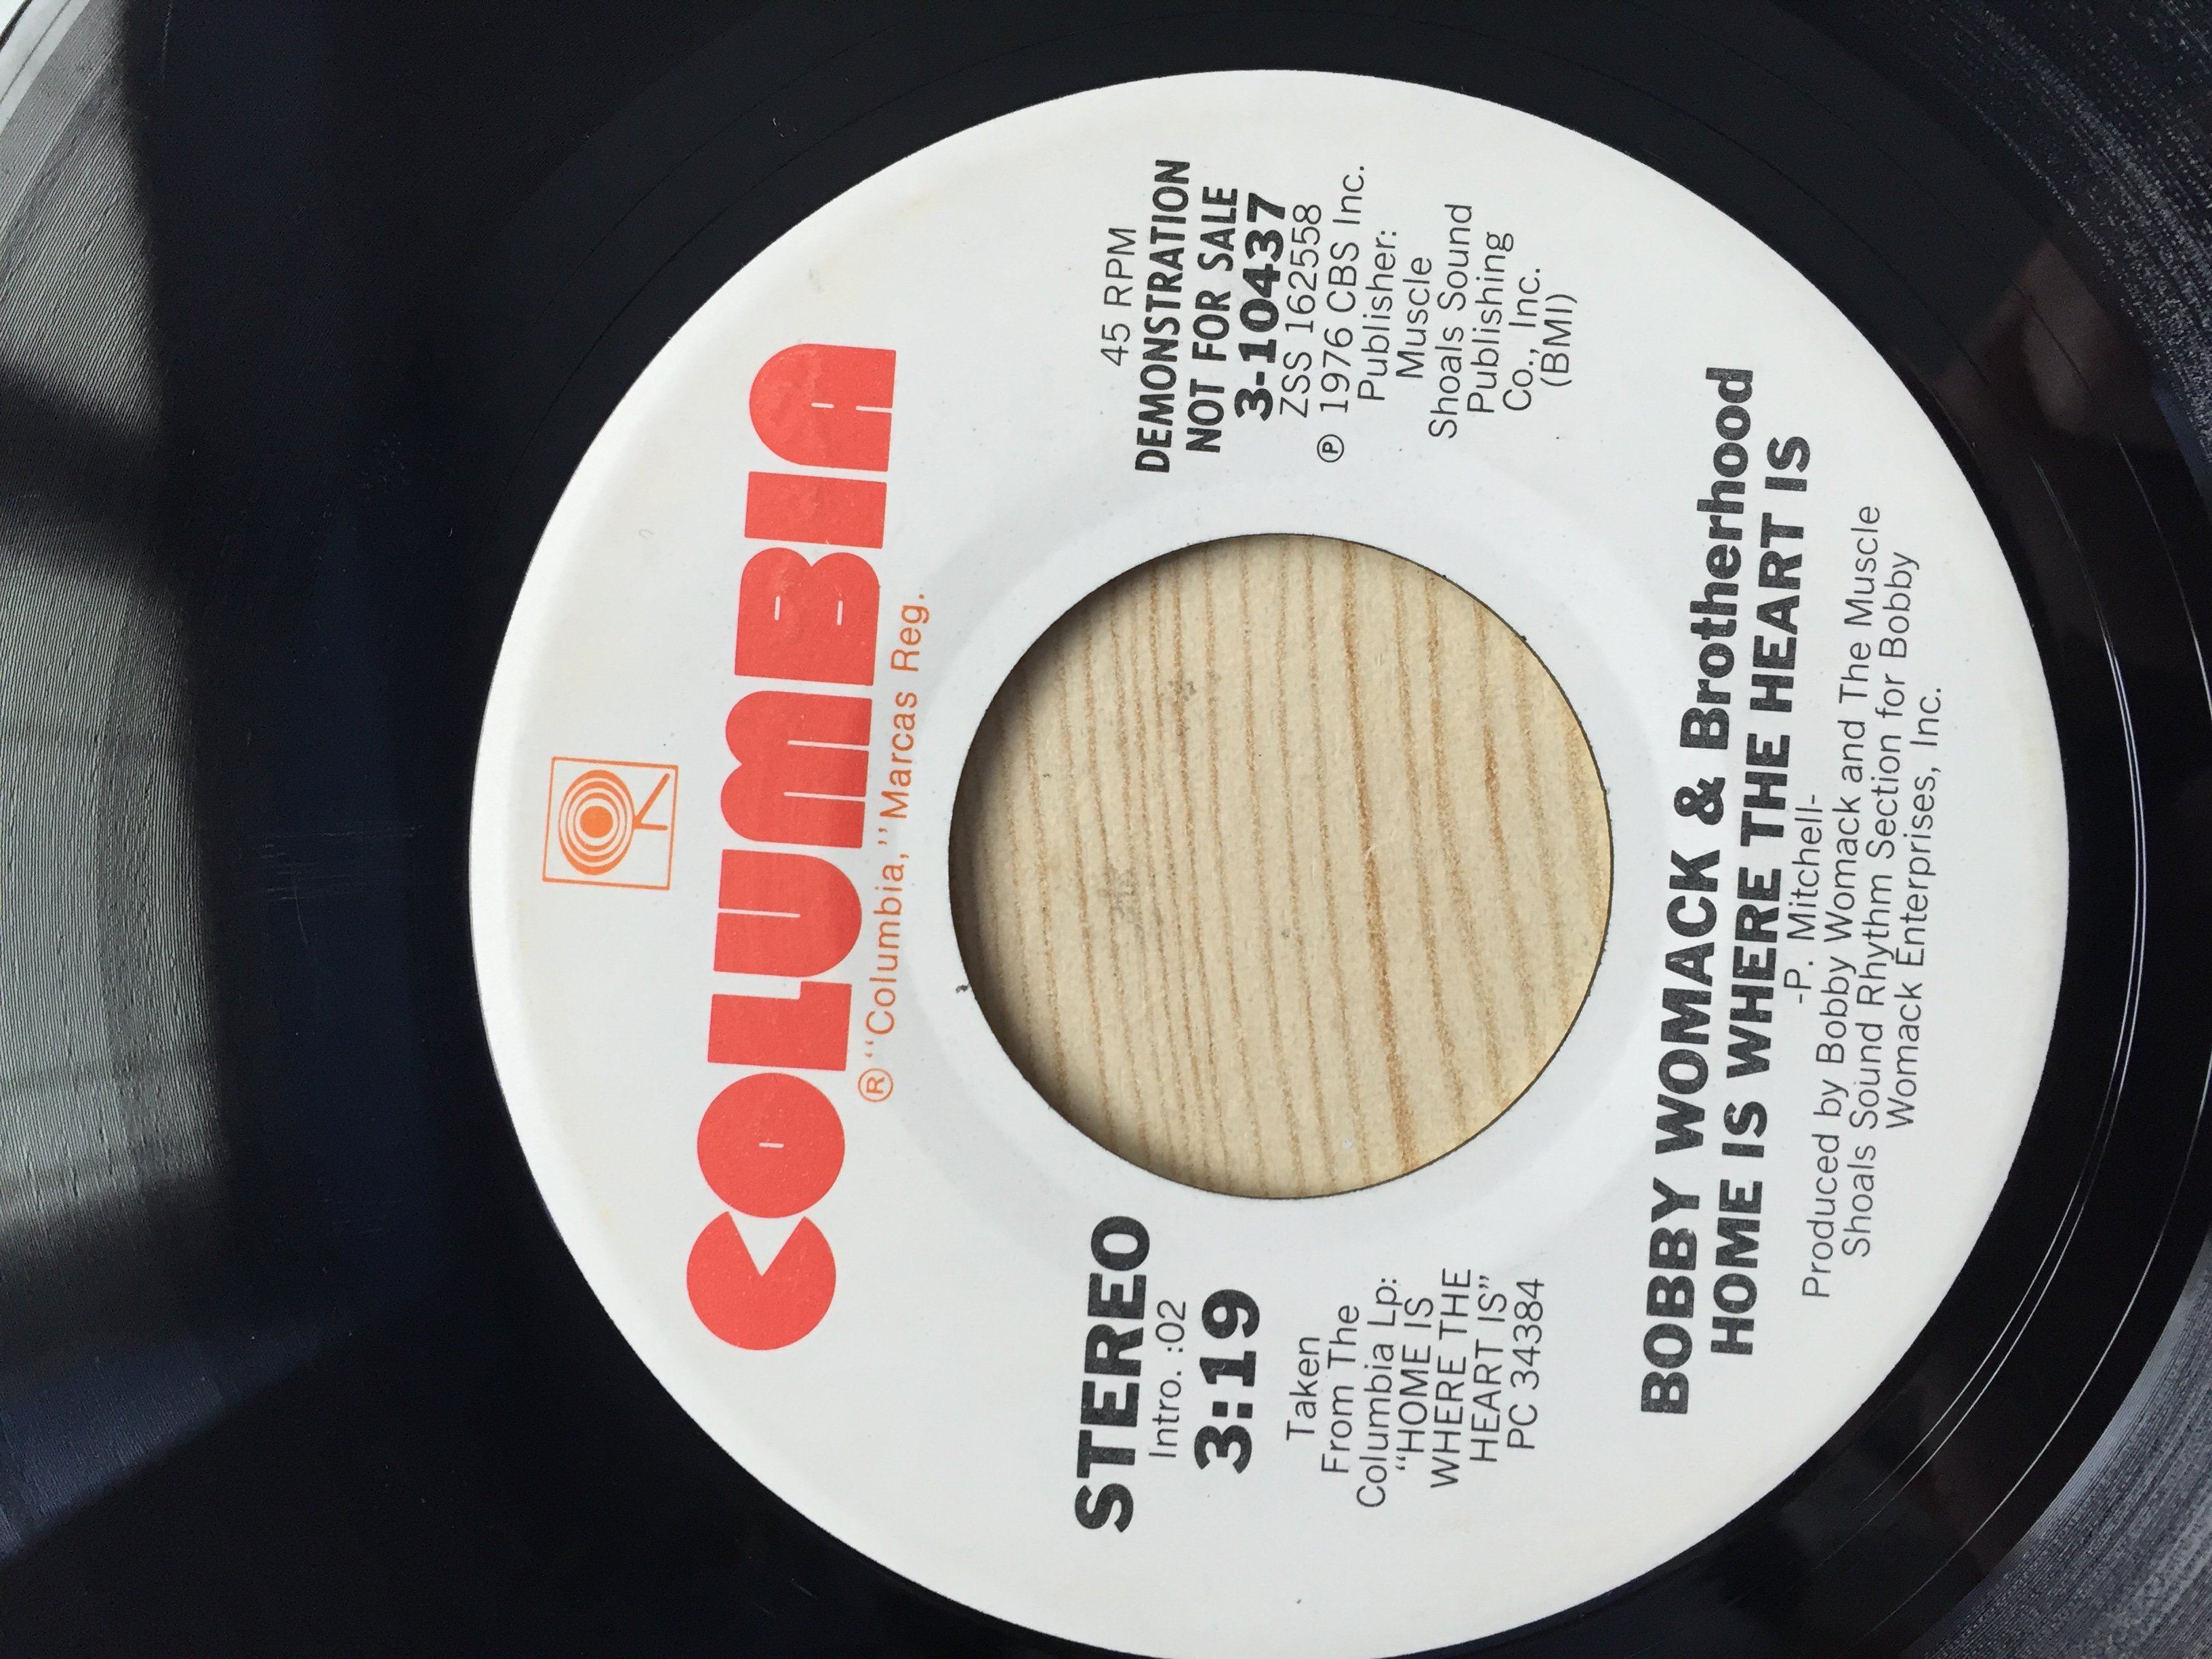 COLUMBIA
® "Columbia," Marcas Reg.
STEREO
Intro. :02
3:19
Taken
From The
Columbia Lp:
"HOME IS
WHERE THE
HEART IS"
PC 34384
45 RPM
DEMONSTRATION
NOT FOR SALE
3-10437
ZSS 162558
℗ 1976 CBS Inc.
Publisher:
Muscle
Shoals Sound
Publishing
Co., Inc.
(BMI)
BOBBY WOMACK & Brotherhood
HOME IS WHERE THE HEART IS
-P. Mitchell-
Produced by Bobby Womack and The Muscle
Shoals Sound Rhythm Section for Bobby
Womack Enterprises, Inc.